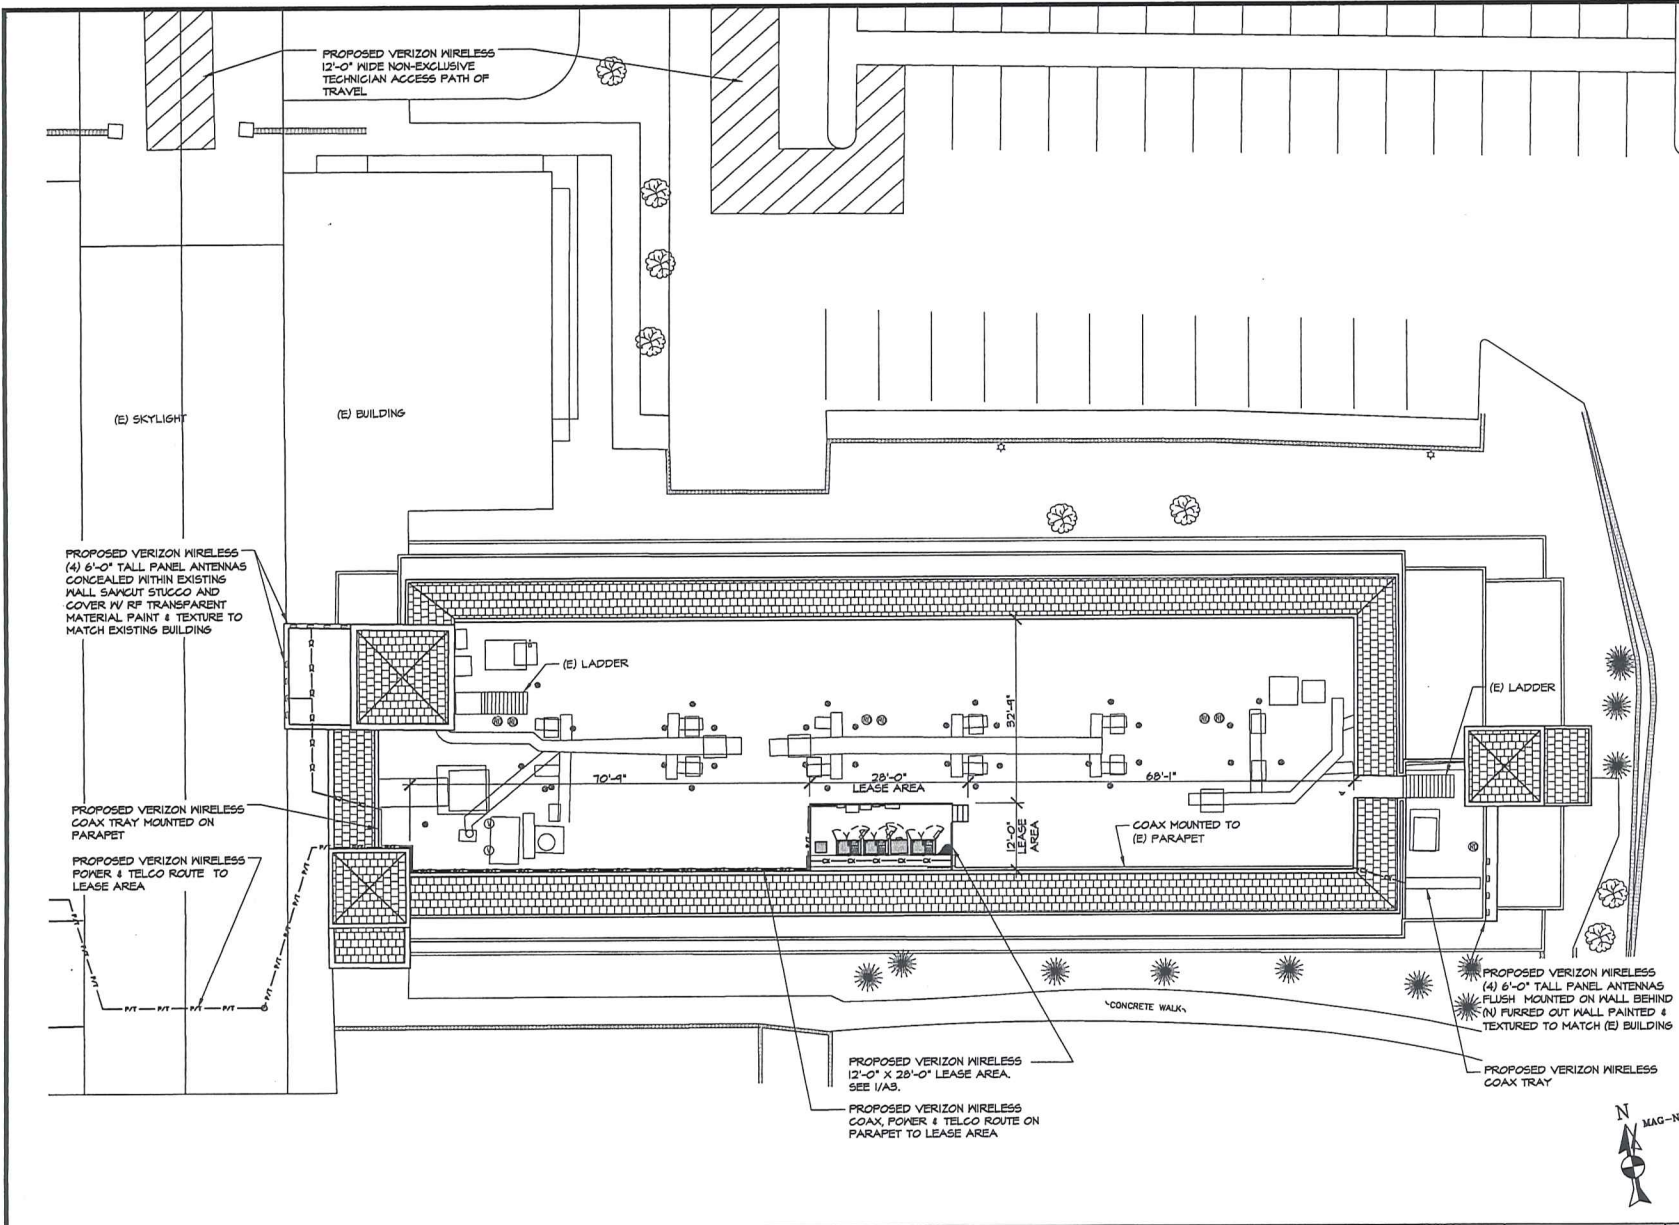 PROPOSED VERIZON WIRELESS
12'-0" WIDE NON-EXCLUSIVE
TECHNICIAN ACCESS PATH OF
TRAVEL
(E) SKYLIGHT
(E) BUILDING
PROPOSED VERIZON WIRELESS
(4) 6'-0" TALL PANEL ANTENNAS
CONCEALED WITHIN EXISTING
WALL SAWCUT STUCCO AND
COVER W/ RF TRANSPARENT
MATERIAL PAINT & TEXTURE TO
MATCH EXISTING BUILDING
(E) LADDER
(E) LADDER
32'-9"
70'-9"
28'-0"
LEASE AREA
68'-1"
12'-0"
LEASE
AREA
COAX MOUNTED TO
(E) PARAPET
PROPOSED VERIZON WIRELESS
COAX TRAY MOUNTED ON
PARAPET
PROPOSED VERIZON WIRELESS
POWER & TELCO ROUTE TO
LEASE AREA
P/T
P/T
P/T
P/T
P/T
P/T
P/T
P/T
P/T
P/T
PROPOSED VERIZON WIRELESS
(4) 6'-0" TALL PANEL ANTENNAS
FLUSH MOUNTED ON WALL BEHIND
(N) FURRED OUT WALL PAINTED &
TEXTURED TO MATCH (E) BUILDING
CONCRETE WALK
PROPOSED VERIZON WIRELESS
12'-0" X 28'-0" LEASE AREA.
SEE 1/A3.
PROPOSED VERIZON WIRELESS
COAX TRAY
PROPOSED VERIZON WIRELESS
COAX, POWER & TELCO ROUTE ON
PARAPET TO LEASE AREA
N
MAG-N